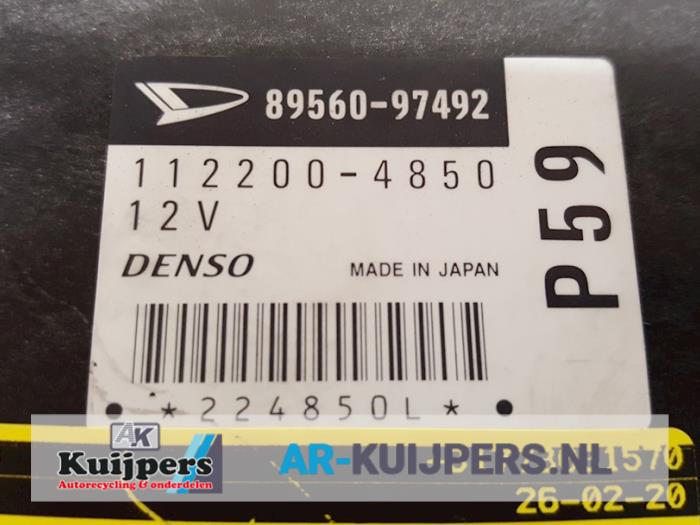 89560-97492
112200-4850
12V
DENSO MADE IN JAPAN
P59
*224850L*
AK
Kuijpers
Autorecycling & onderdelen
AR-KUIJPERS.NL
1570
26-02-20